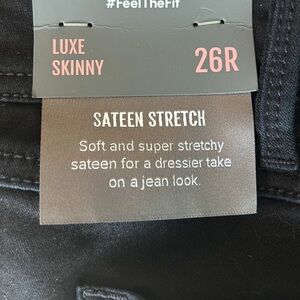 #FeelTheFit
LUXE
SKINNY
26R
SATEEN STRETCH
Soft and super stretchy
sateen for a dressier take
on a jean look.